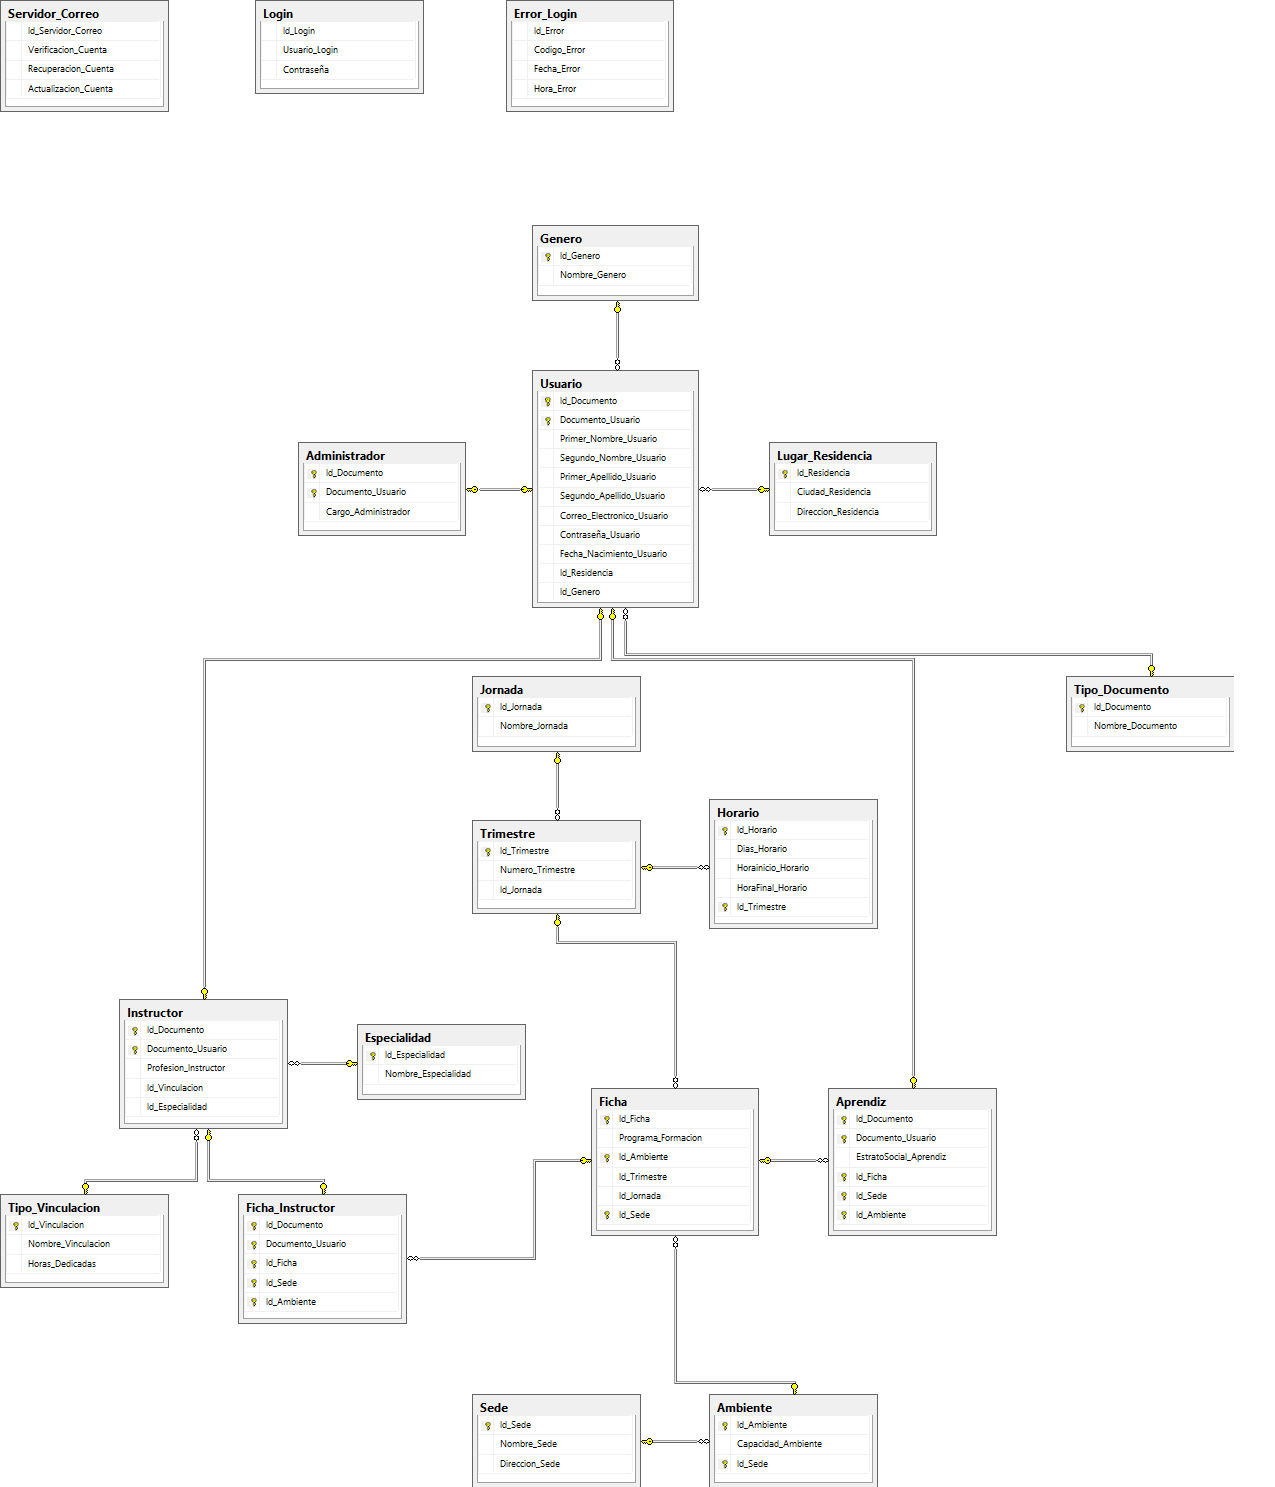 Servidor_Correo
Id_Servidor_Correo
Verificacion_Cuenta
Recuperacion_Cuenta
Actualizacion_Cuenta
Login
Id_Login
Usuario_Login
Contraseña
Error_Login
Id_Error
Codigo_Error
Fecha_Error
Hora_Error
Genero
Id_Genero
Nombre_Genero
Usuario
Id_Documento
Documento_Usuario
Primer_Nombre_Usuario
Segundo_Nombre_Usuario
Primer_Apellido_Usuario
Segundo_Apellido_Usuario
Correo_Electronico_Usuario
Contraseña_Usuario
Fecha_Nacimiento_Usuario
Id_Residencia
Id_Genero
Administrador
Id_Documento
Documento_Usuario
Cargo_Administrador
Lugar_Residencia
Id_Residencia
Ciudad_Residencia
Direccion_Residencia
Jornada
Id_Jornada
Nombre_Jornada
Tipo_Documento
Id_Documento
Nombre_Documento
Trimestre
Id_Trimestre
Numero_Trimestre
Id_Jornada
Horario
Id_Horario
Dias_Horario
Horainicio_Horario
HoraFinal_Horario
Id_Trimestre
Instructor
Id_Documento
Documento_Usuario
Profesion_Instructor
Id_Vinculacion
Id_Especialidad
Especialidad
Id_Especialidad
Nombre_Especialidad
Ficha
Id_Ficha
Programa_Formacion
Id_Ambiente
Id_Trimestre
Id_Jornada
Id_Sede
Aprendiz
Id_Documento
Documento_Usuario
EstratoSocial_Aprendiz
Id_Ficha
Id_Sede
Id_Ambiente
Tipo_Vinculacion
Id_Vinculacion
Nombre_Vinculacion
Horas_Dedicadas
Ficha_Instructor
Id_Documento
Documento_Usuario
Id_Ficha
Id_Sede
Id_Ambiente
Sede
Id_Sede
Nombre_Sede
Direccion_Sede
Ambiente
Id_Ambiente
Capacidad_Ambiente
Id_Sede